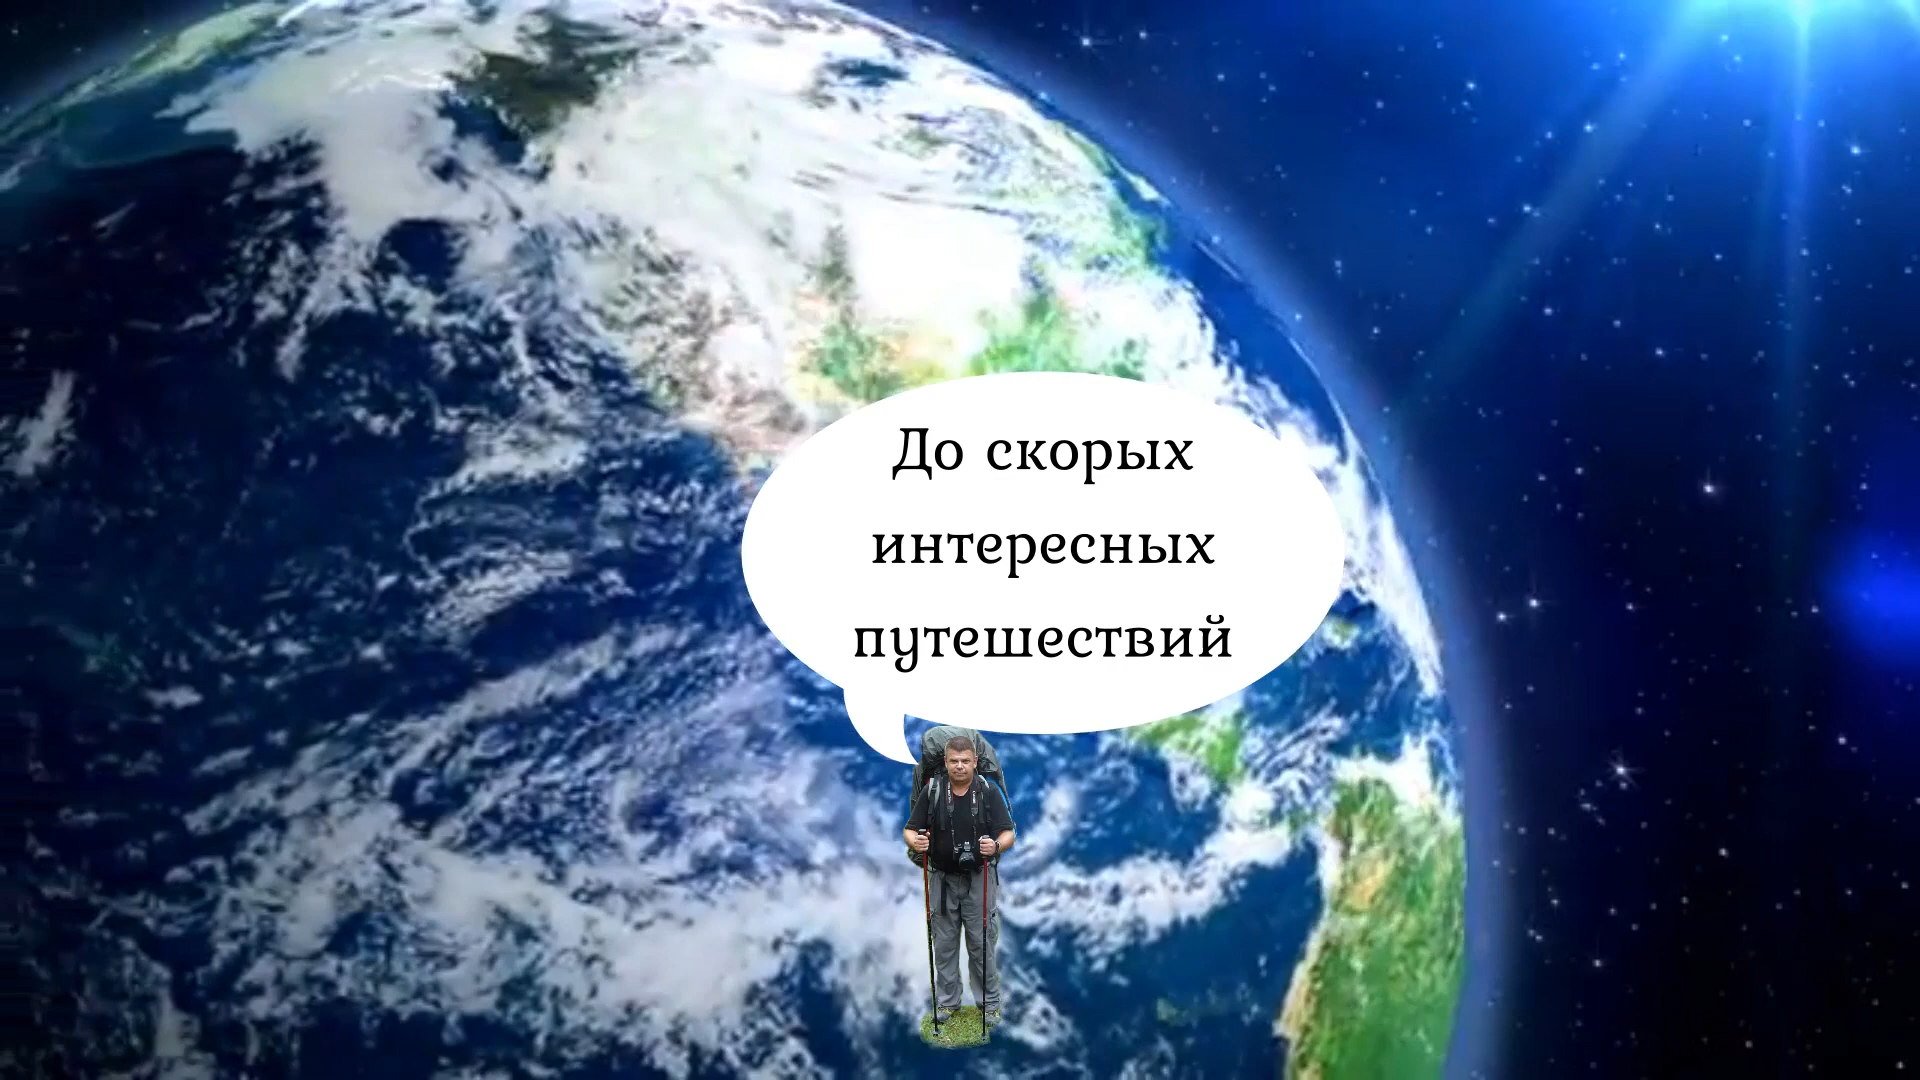 До скорых
интересных
путешествий